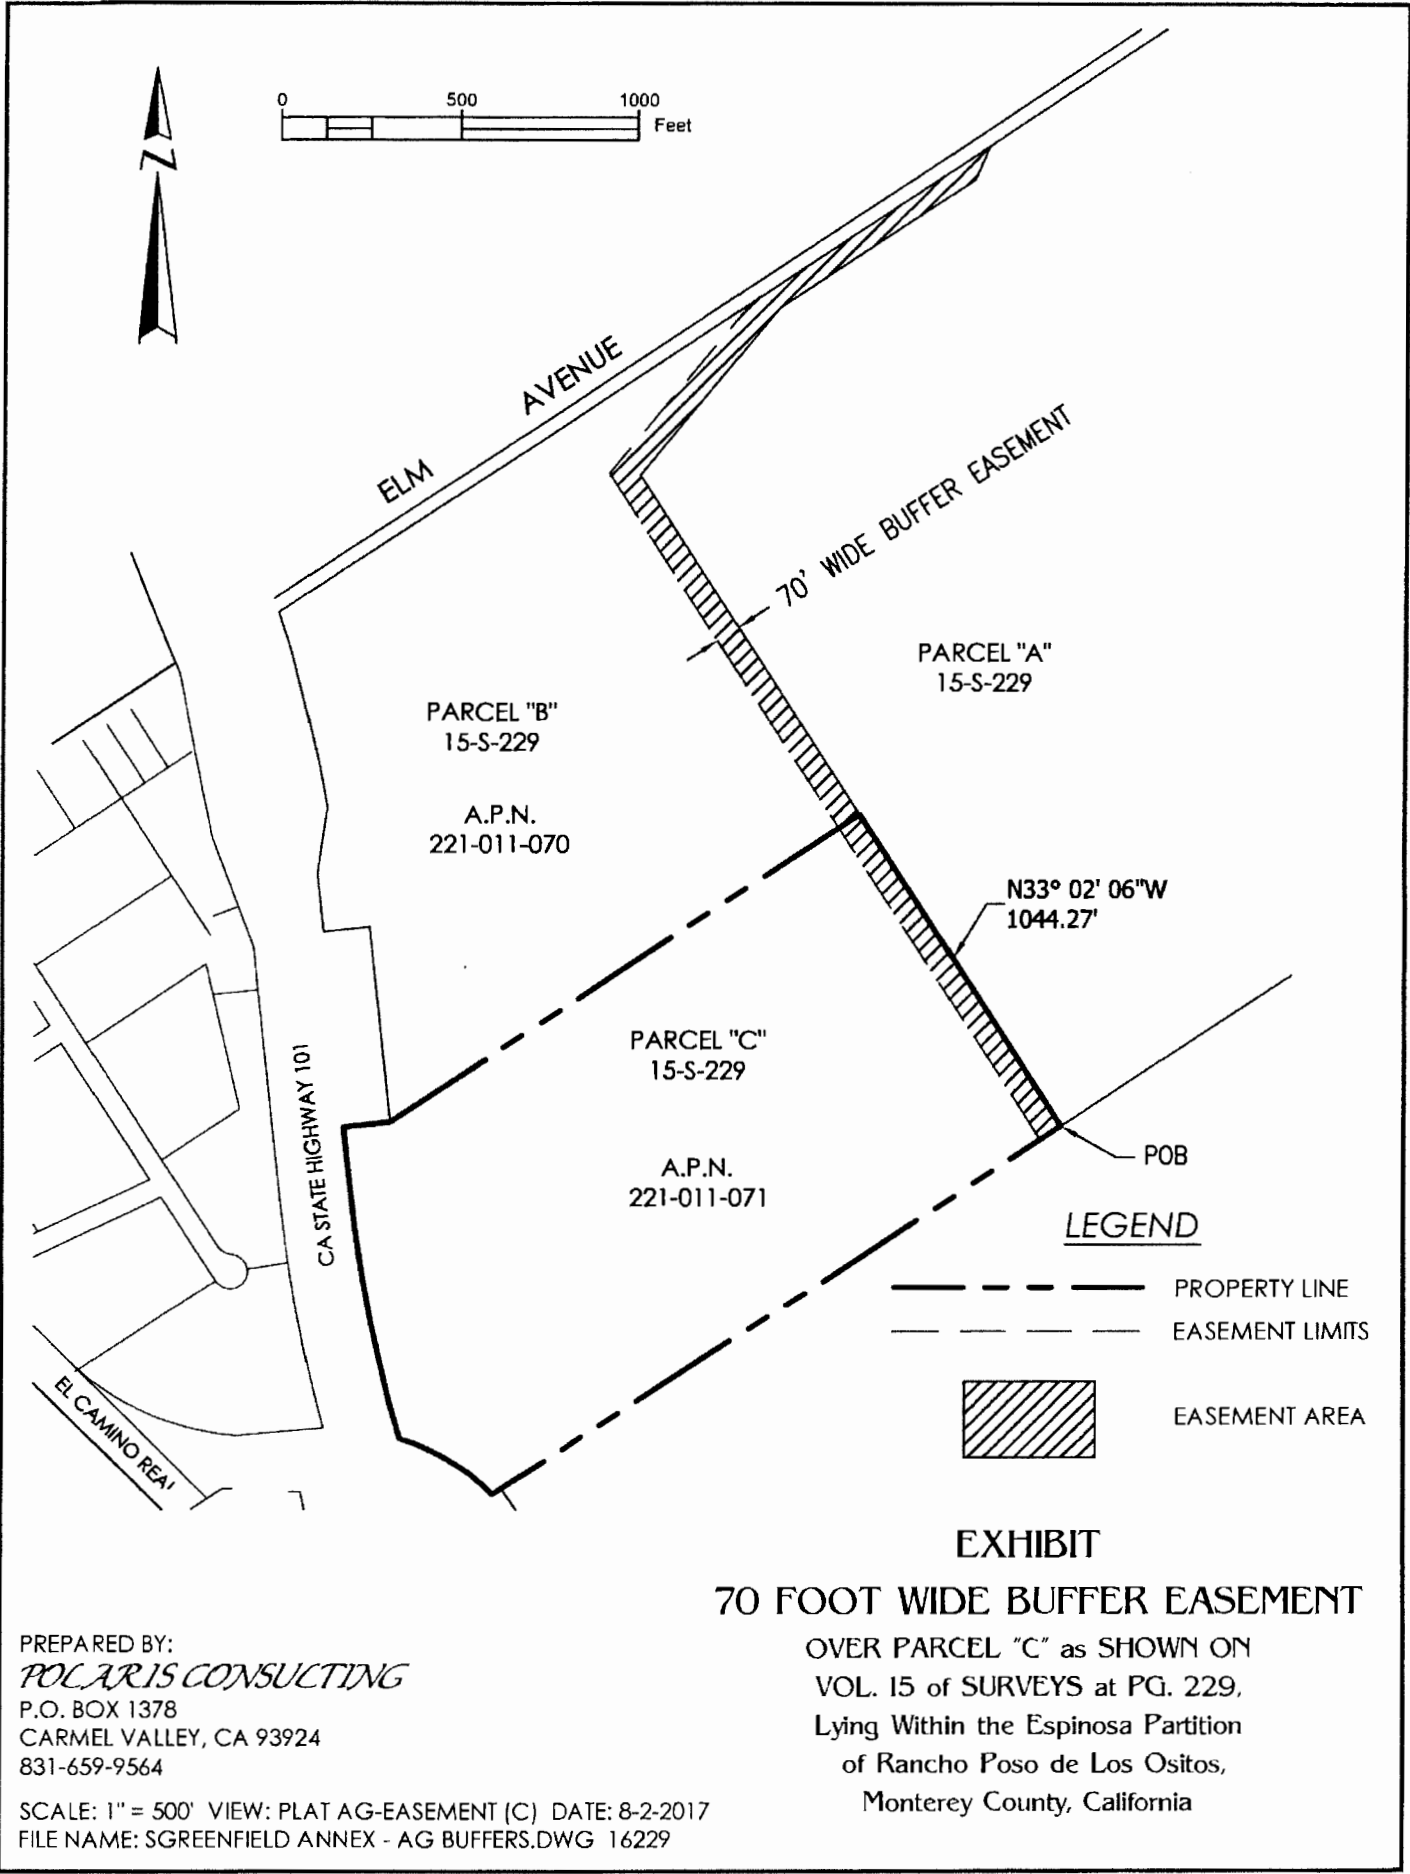 0 500 1000
Feet
N
ELM AVENUE
70' WIDE BUFFER EASEMENT
PARCEL "A"
15-S-229
PARCEL "B"
15-S-229
A.P.N.
221-011-070
N33° 02' 06"W
1044.27'
PARCEL "C"
15-S-229
A.P.N.
221-011-071
CA STATE HIGHWAY 101
POB
LEGEND
PROPERTY LINE
EASEMENT LIMITS
EASEMENT AREA
EL CAMINO REAL
EXHIBIT
70 FOOT WIDE BUFFER EASEMENT
OVER PARCEL "C" as SHOWN ON
VOL. 15 of SURVEYS at PG. 229,
Lying Within the Espinosa Partition
of Rancho Poso de Los Ositos,
Monterey County, California
PREPARED BY:
POLARIS CONSULTING
P.O. BOX 1378
CARMEL VALLEY, CA 93924
831-659-9564
SCALE: 1" = 500' VIEW: PLAT AG-EASEMENT (C) DATE: 8-2-2017
FILE NAME: SGREENFIELD ANNEX - AG BUFFERS.DWG 16229